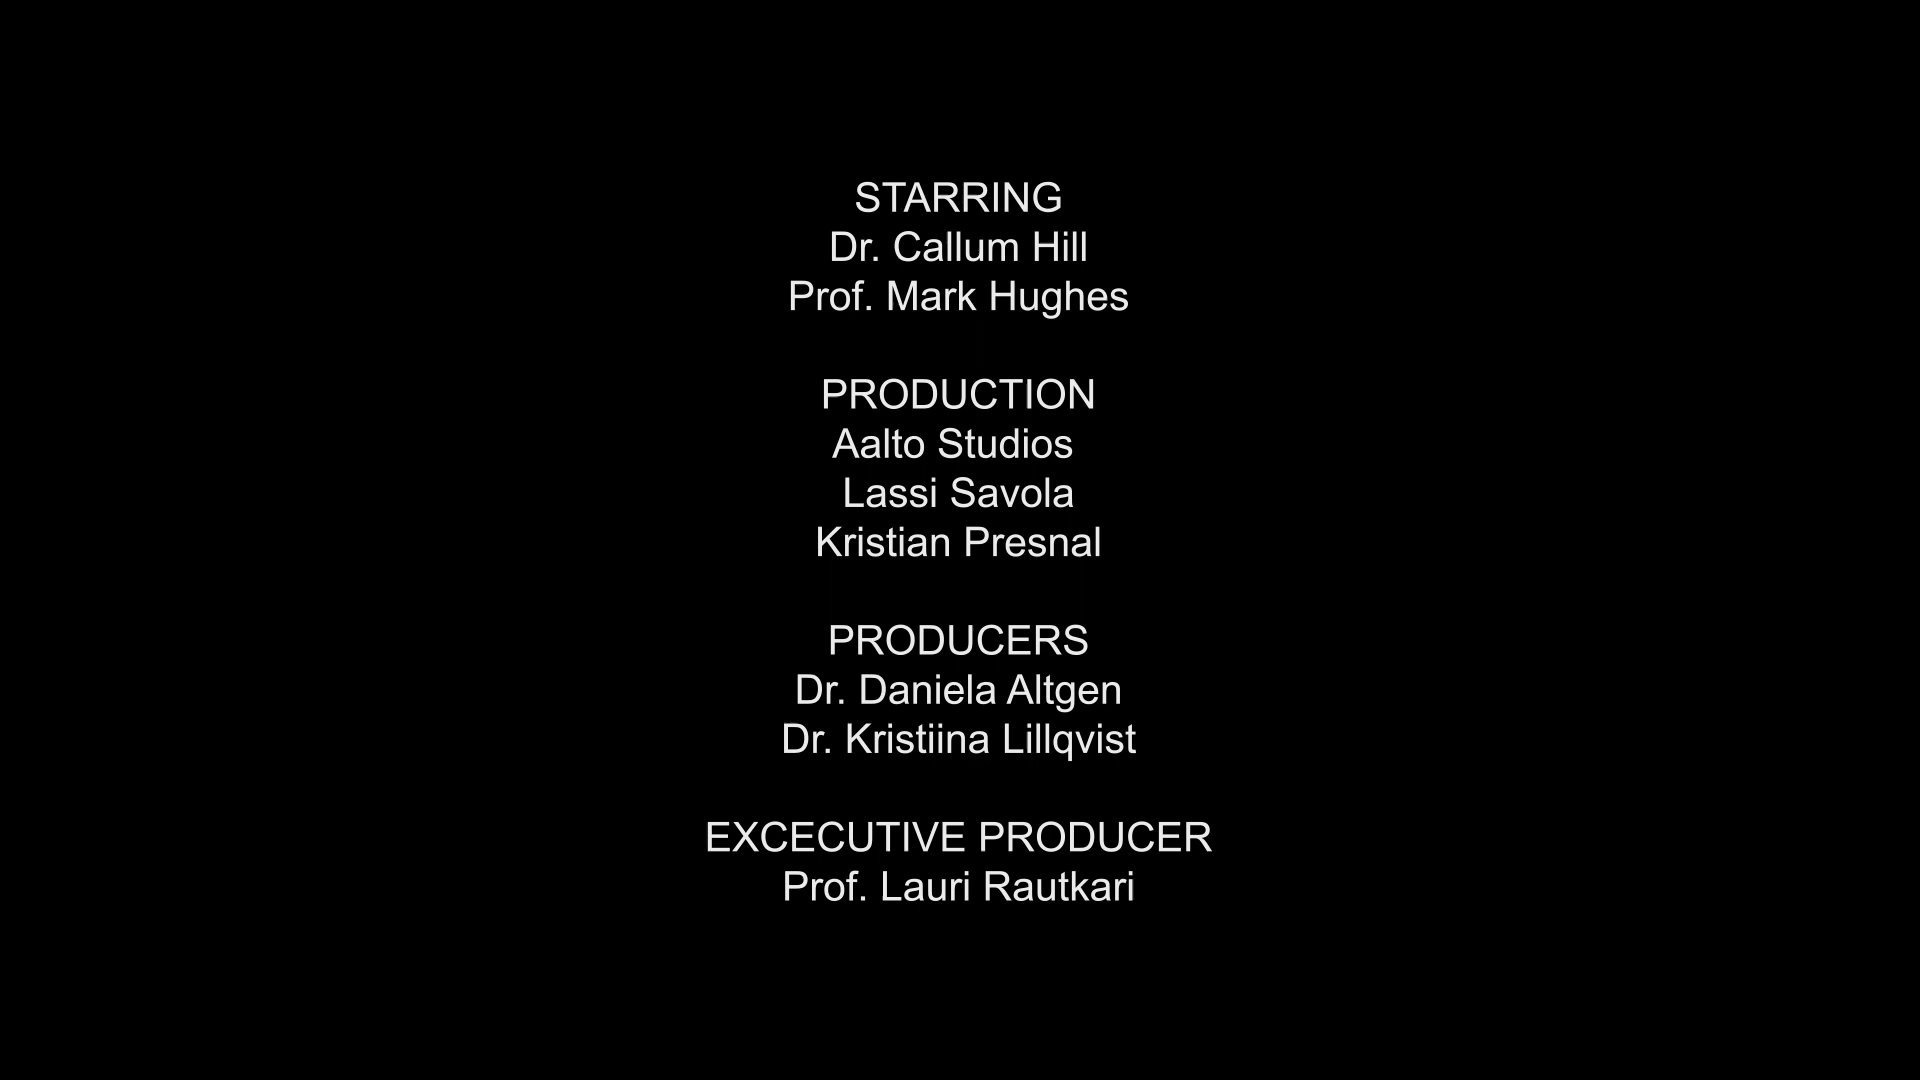 STARRING
Dr. Callum Hill
Prof. Mark Hughes
PRODUCTION
Aalto Studios
Lassi Savola
Kristian Presnal
PRODUCERS
Dr. Daniela Altgen
Dr. Kristiina Lillqvist
EXCECUTIVE PRODUCER
Prof. Lauri Rautkari